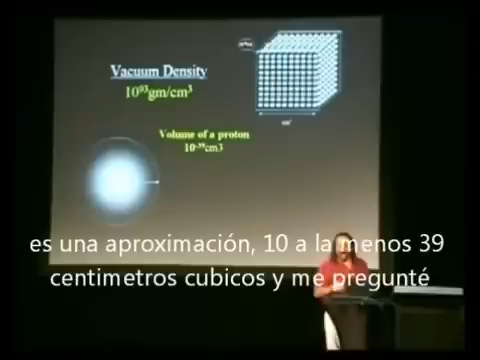 Vacuum Density
10⁹³gm/cm³
Volume of a proton
10⁻³⁹cm3
es una aproximación, 10 a la menos 39
centimetros cubicos y me pregunté